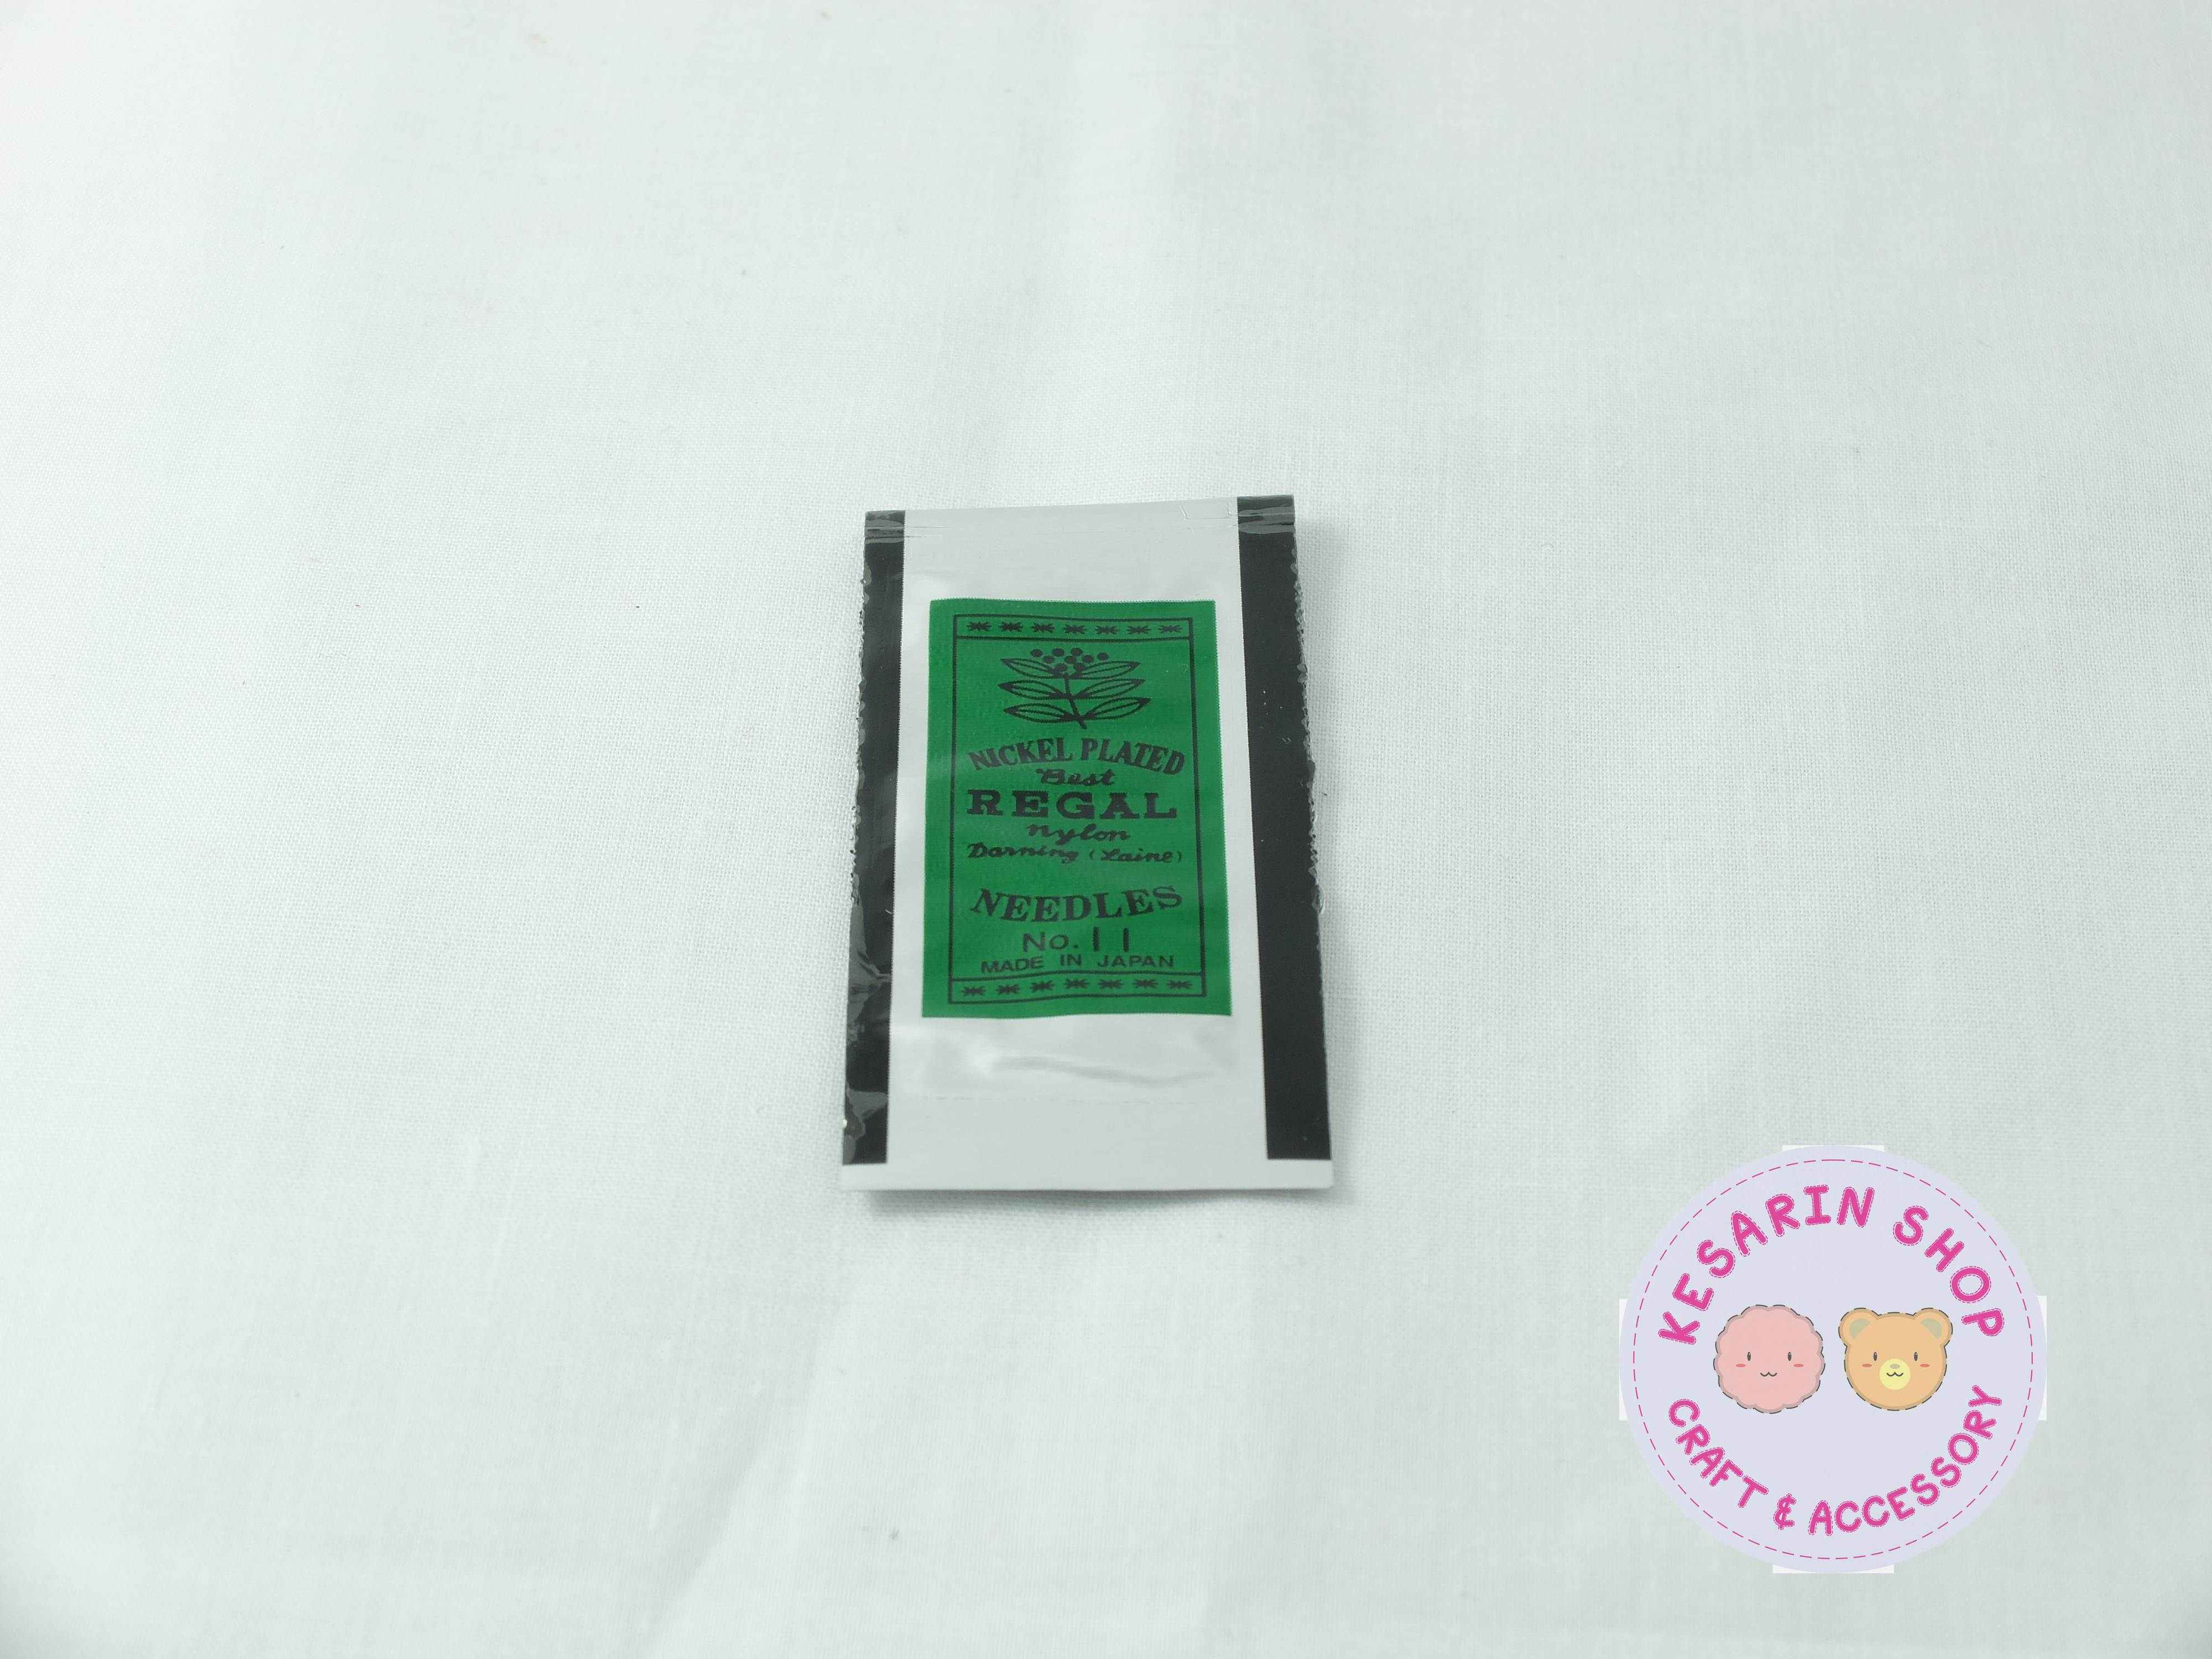 NICKEL PLATED
Best
REGAL
Nylon
Darning (Laine)
NEEDLES
No. 11
MADE IN JAPAN
KESARIN SHOP
CRAFT & ACCESSORY